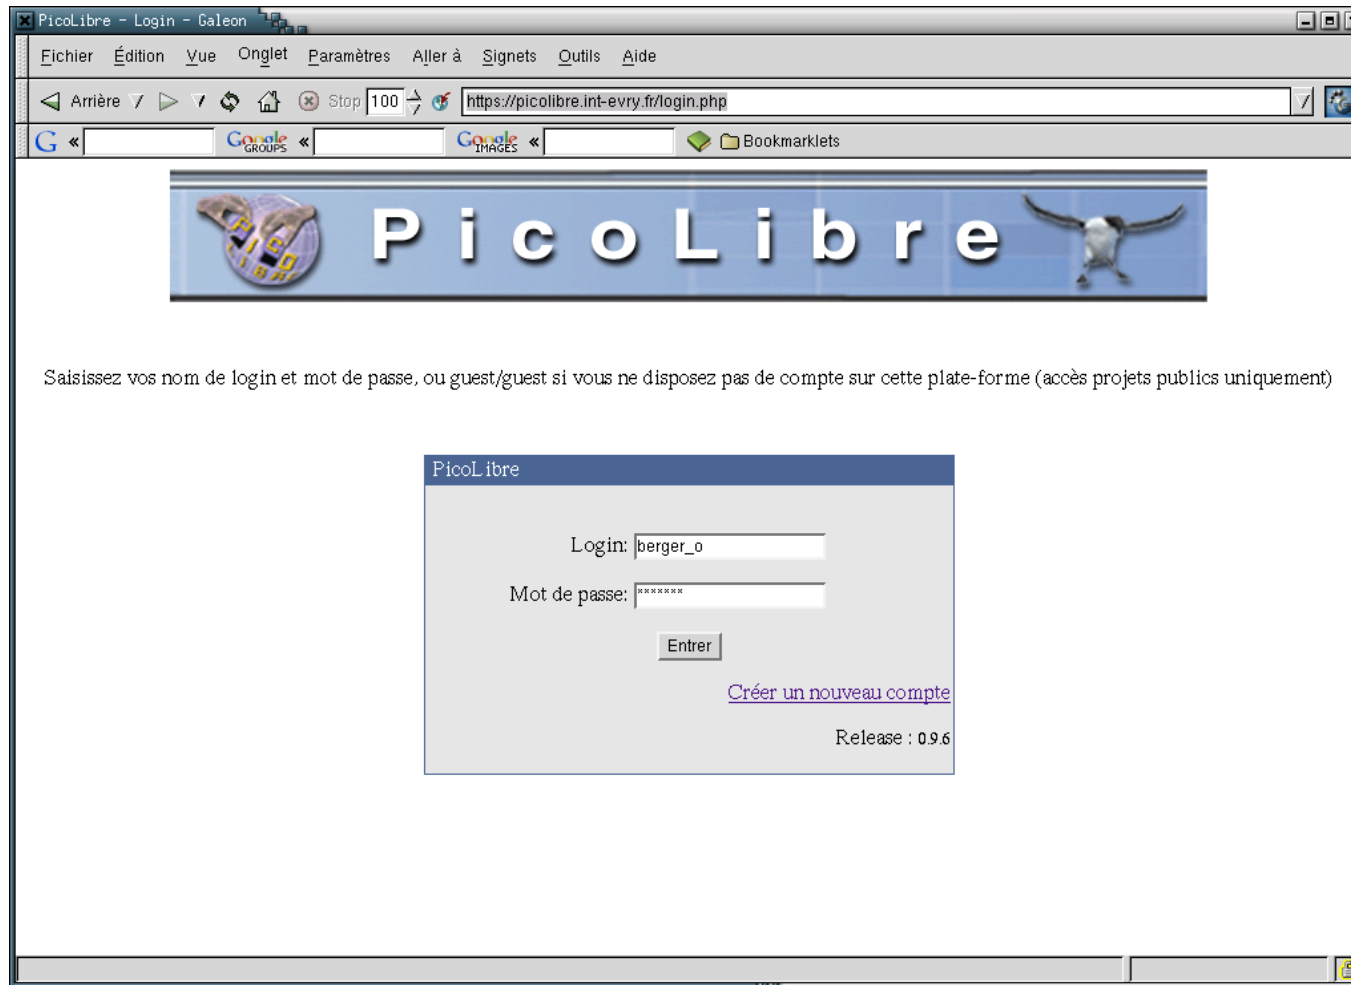 PicoLibre - Login - Galeon
Fichier Édition Vue Onglet Paramètres Aller à Signets Outils Aide
Arrière Stop 100 https://picolibre.int-evry.fr/login.php
G « Google GROUPS « Google IMAGES « Bookmarklets
PICO LIBRE PicoLibre
Saisissez vos nom de login et mot de passe, ou guest/guest si vous ne disposez pas de compte sur cette plate-forme (accès projets publics uniquement)
PicoLibre
Login: berger_o
Mot de passe: *******
Entrer
Créer un nouveau compte
Release : 0.9.6